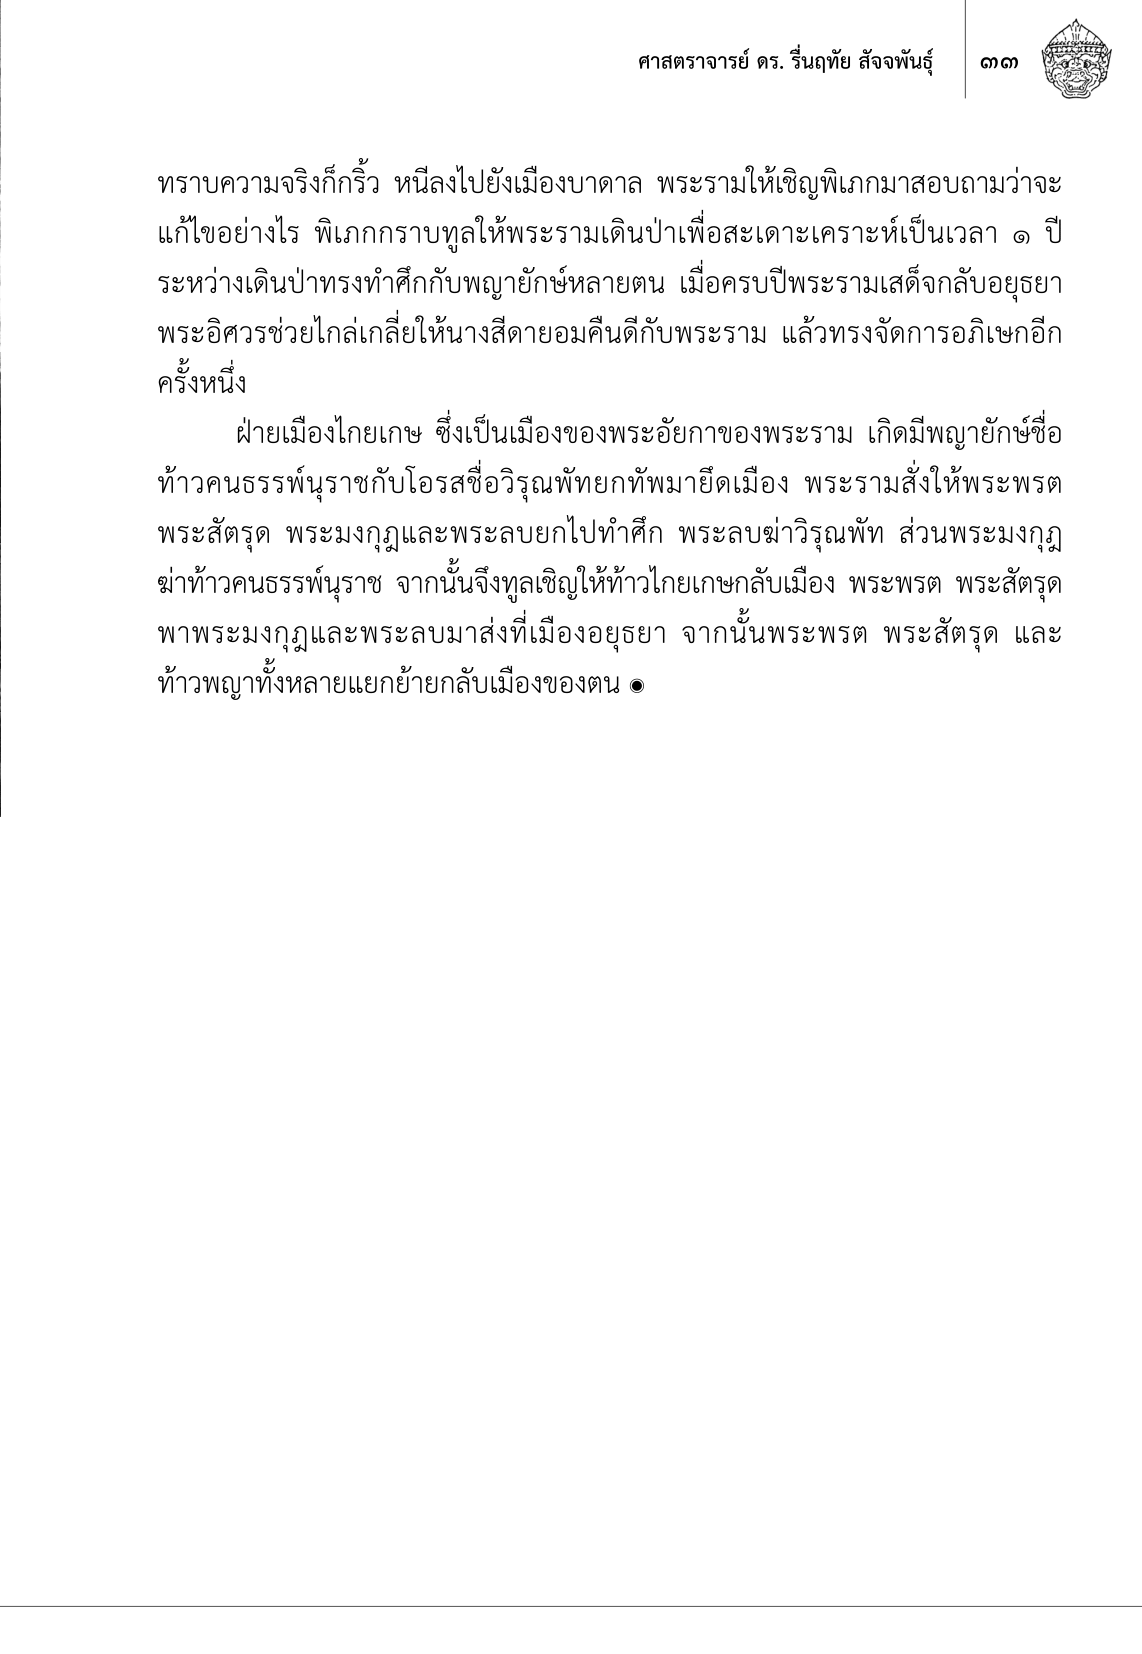 ศาสตราจารย์ ดร. รื่นฤทัย สัจจพันธุ์ ๓๓
ทราบความจริงก็กริ้ว หนีลงไปยังเมืองบาดาล พระรามให้เชิญพิเภกมาสอบถามว่าจะ
แก้ไขอย่างไร พิเภกกราบทูลให้พระรามเดินป่าเพื่อสะเดาะเคราะห์เป็นเวลา ๑ ปี
ระหว่างเดินป่าทรงทำศึกกับพญายักษ์หลายตน เมื่อครบปีพระรามเสด็จกลับอยุธยา
พระอิศวรช่วยไกล่เกลี่ยให้นางสีดายอมคืนดีกับพระราม แล้วทรงจัดการอภิเษกอีก
ครั้งหนึ่ง
ฝ่ายเมืองไกยเกษ ซึ่งเป็นเมืองของพระอัยกาของพระราม เกิดมีพญายักษ์ชื่อ
ท้าวคนธรรพ์นุราชกับโอรสชื่อวิรุณพัทยกทัพมายึดเมือง พระรามสั่งให้พระพรต
พระสัตรุด พระมงกุฎและพระลบยกไปทำศึก พระลบฆ่าวิรุณพัท ส่วนพระมงกุฎ
ฆ่าท้าวคนธรรพ์นุราช จากนั้นจึงทูลเชิญให้ท้าวไกยเกษกลับเมือง พระพรต พระสัตรุด
พาพระมงกุฎและพระลบมาส่งที่เมืองอยุธยา จากนั้นพระพรต พระสัตรุด และ
ท้าวพญาทั้งหลายแยกย้ายกลับเมืองของตน ◉